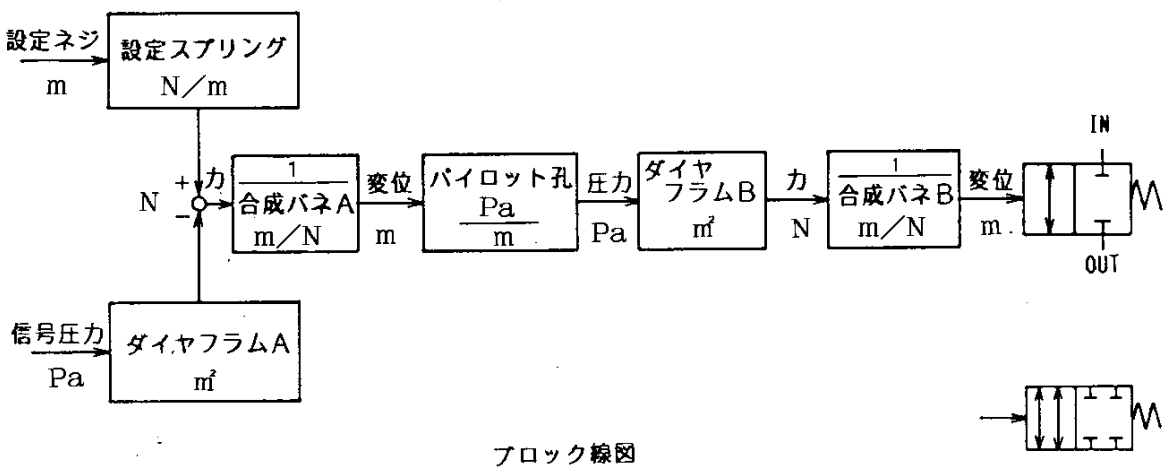 設定ネジ
m
設定スプリング
N／m
N
+
−
力
1
合成バネA
m／N
変位
m
パイロット孔
Pa
m
圧力
Pa
ダイヤ
フラムB
㎡
力
N
1
合成バネB
m／N
変位
m
IN
OUT
信号圧力
Pa
ダイヤフラムA
㎡
ブロック線図